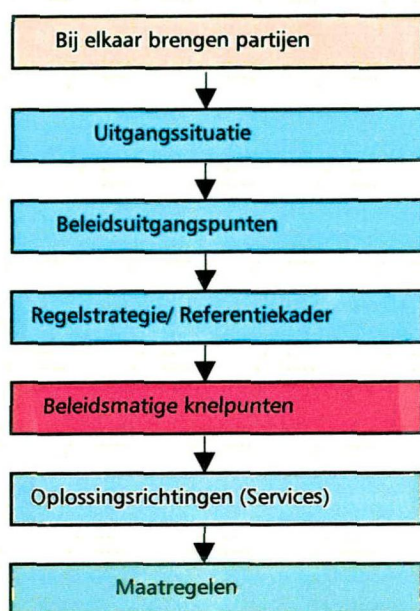 Bij elkaar brengen partijen
Uitgangssituatie
Beleidsuitgangspunten
Regelstrategie/ Referentiekader
Beleidsmatige knelpunten
Oplossingsrichtingen (Services)
Maatregelen